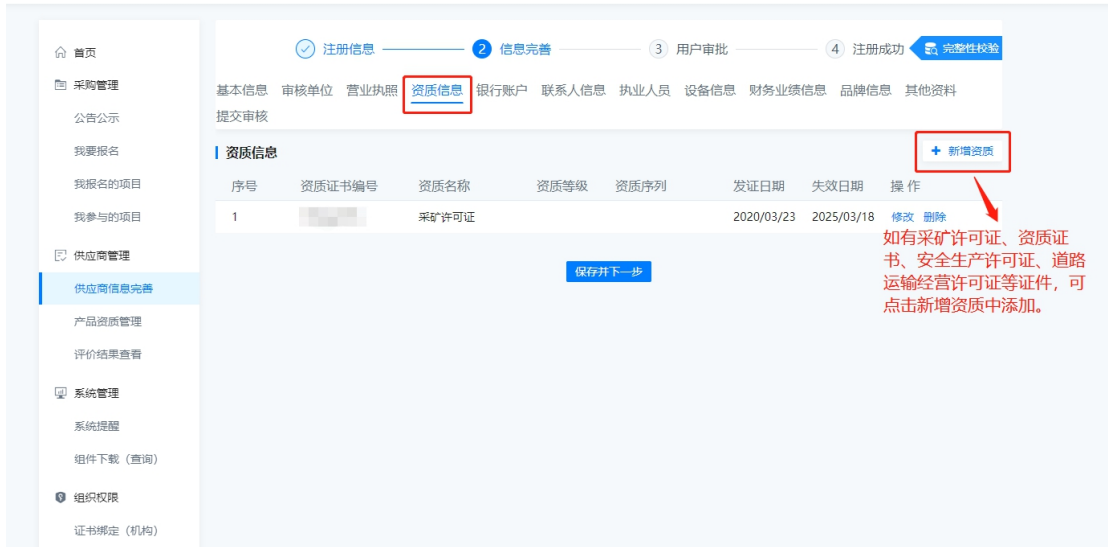 首页
采购管理
公告公示
我要报名
我报名的项目
我参与的项目
供应商管理
供应商信息完善
产品资质管理
评价结果查看
系统管理
系统提醒
组件下载（查询）
组织权限
证书绑定（机构）
注册信息 2 信息完善 3 用户审批 4 注册成功 完整性校验
基本信息 审核单位 营业执照 资质信息 银行账户 联系人信息 执业人员 设备信息 财务业绩信息 品牌信息 其他资料
提交审核
资质信息 + 新增资质
序号 资质证书编号 资质名称 资质等级 资质序列 发证日期 失效日期 操作
1 采矿许可证 2020/03/23 2025/03/18 修改 删除
保存并下一步
如有采矿许可证、资质证
书、安全生产许可证、道路
运输经营许可证等证件，可
点击新增资质中添加。